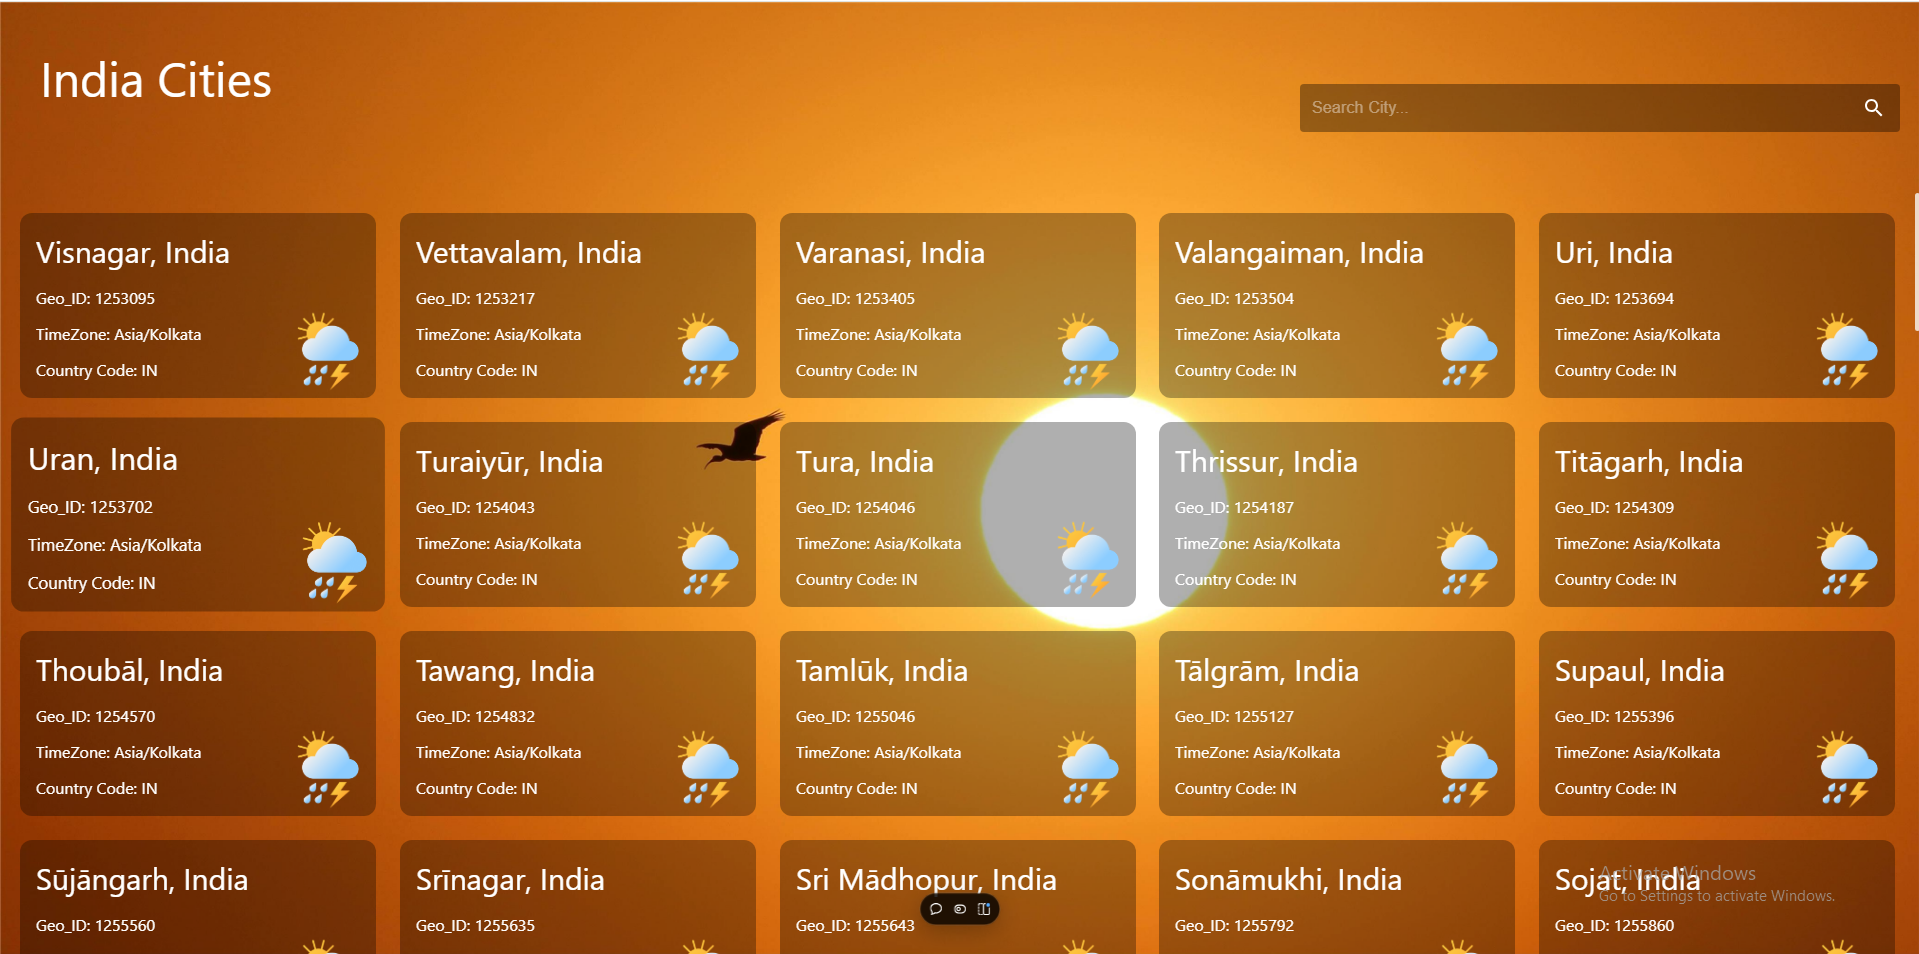 India Cities
Search City...
Visnagar, India
Geo_ID: 1253095
TimeZone: Asia/Kolkata
Country Code: IN
Vettavalam, India
Geo_ID: 1253217
TimeZone: Asia/Kolkata
Country Code: IN
Varanasi, India
Geo_ID: 1253405
TimeZone: Asia/Kolkata
Country Code: IN
Valangaiman, India
Geo_ID: 1253504
TimeZone: Asia/Kolkata
Country Code: IN
Uri, India
Geo_ID: 1253694
TimeZone: Asia/Kolkata
Country Code: IN
Uran, India
Geo_ID: 1253702
TimeZone: Asia/Kolkata
Country Code: IN
Turaiyūr, India
Geo_ID: 1254043
TimeZone: Asia/Kolkata
Country Code: IN
Tura, India
Geo_ID: 1254046
TimeZone: Asia/Kolkata
Country Code: IN
Thrissur, India
Geo_ID: 1254187
TimeZone: Asia/Kolkata
Country Code: IN
Titāgarh, India
Geo_ID: 1254309
TimeZone: Asia/Kolkata
Country Code: IN
Thoubāl, India
Geo_ID: 1254570
TimeZone: Asia/Kolkata
Country Code: IN
Tawang, India
Geo_ID: 1254832
TimeZone: Asia/Kolkata
Country Code: IN
Tamlūk, India
Geo_ID: 1255046
TimeZone: Asia/Kolkata
Country Code: IN
Tālgrām, India
Geo_ID: 1255127
TimeZone: Asia/Kolkata
Country Code: IN
Supaul, India
Geo_ID: 1255396
TimeZone: Asia/Kolkata
Country Code: IN
Sūjāngarh, India
Geo_ID: 1255560
Srīnagar, India
Geo_ID: 1255635
Sri Mādhopur, India
Geo_ID: 1255643
Sonāmukhi, India
Geo_ID: 1255792
Sojat, India
Geo_ID: 1255860
Activate Windows
Go to Settings to activate Windows.